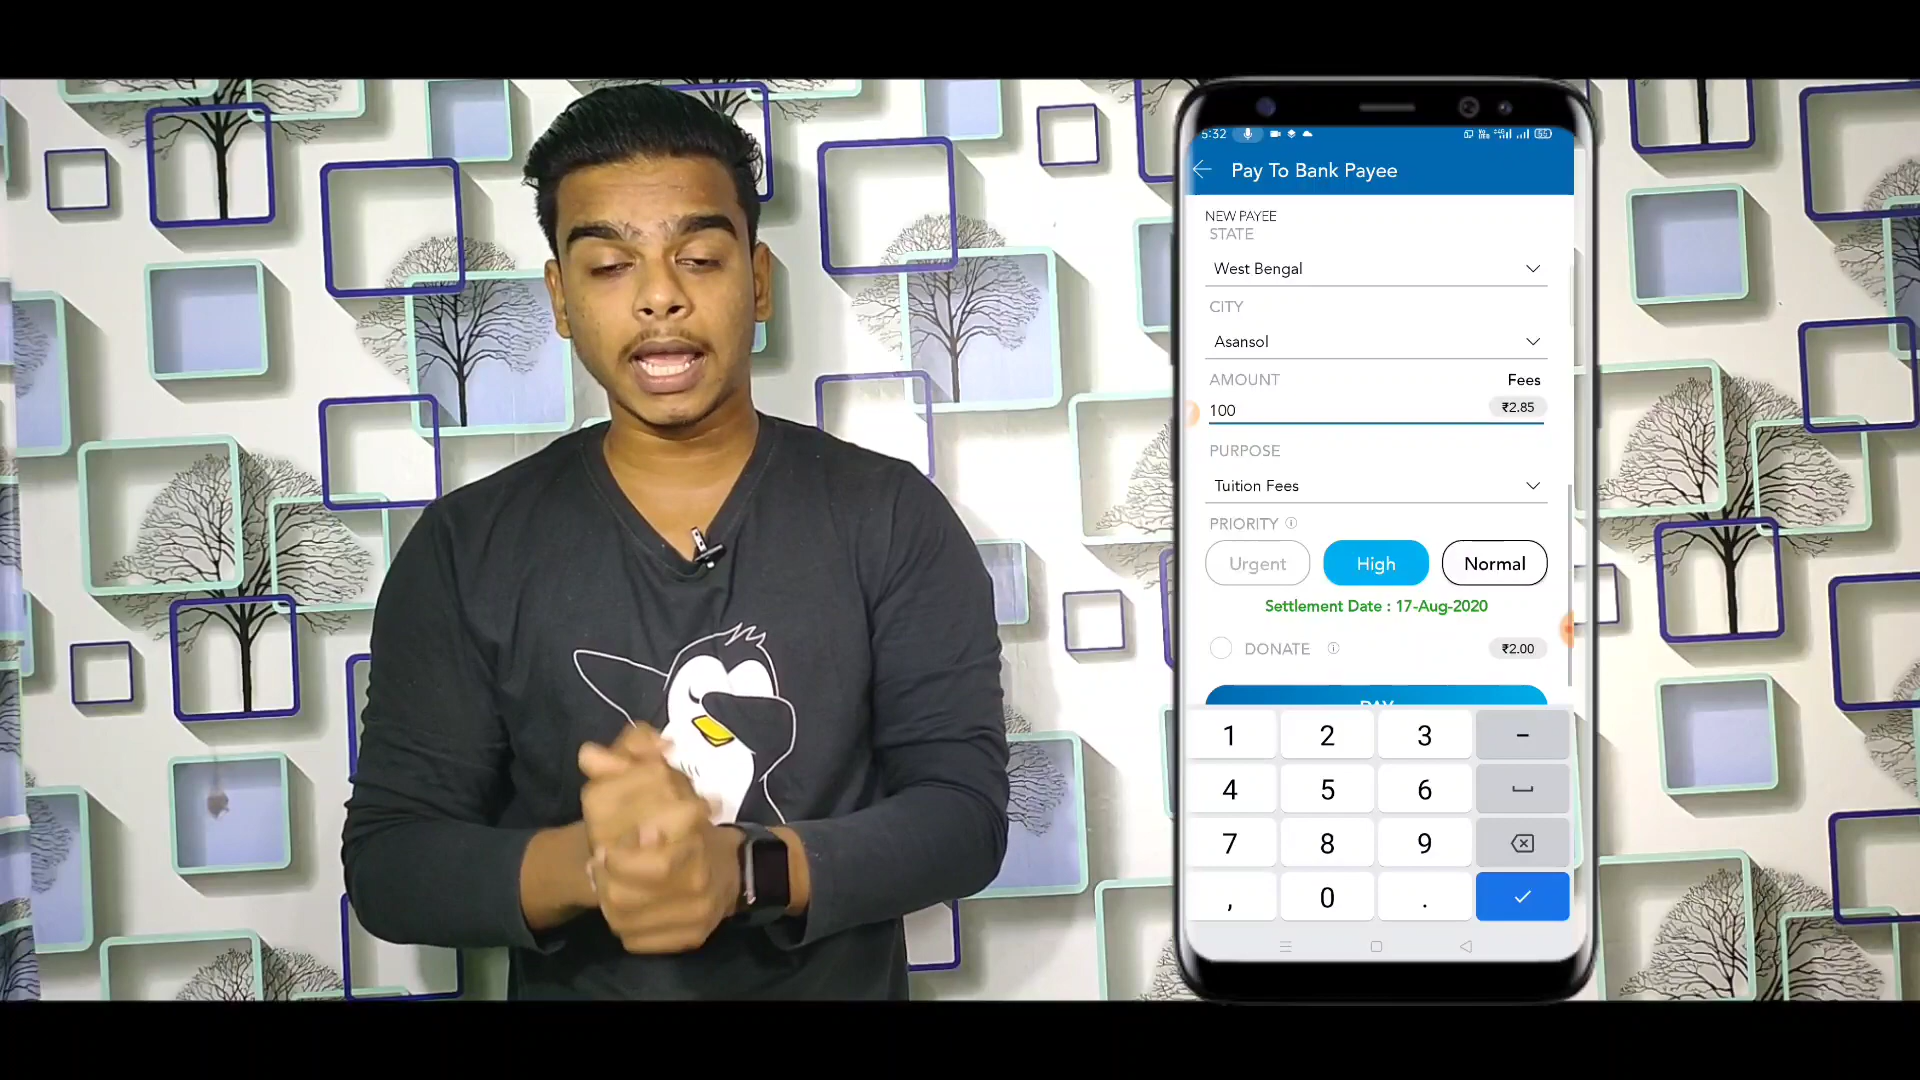 5:32
Pay To Bank Payee
NEW PAYEE
STATE
West Bengal
CITY
Asansol
AMOUNT Fees
100 ₹2.85
PURPOSE
Tuition Fees
PRIORITY
Urgent High Normal
Settlement Date : 17-Aug-2020
DONATE ₹2.00
PAY
1 2 3 -
4 5 6
7 8 9
, 0 .